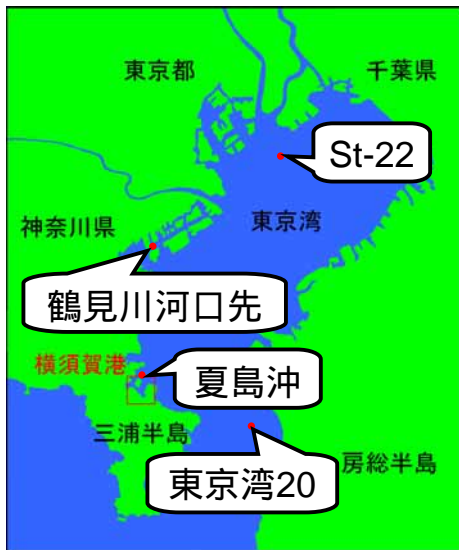 東京都
千葉県
St-22
神奈川県
東京湾
鶴見川河口先
横須賀港
夏島沖
三浦半島
房総半島
東京湾20